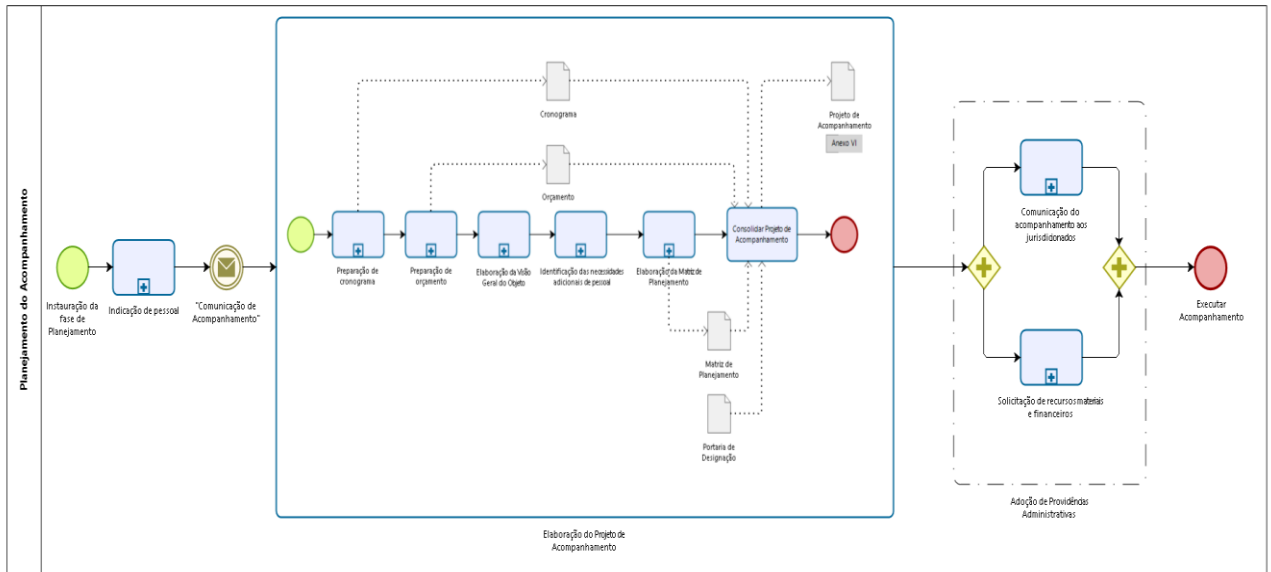 Planejamento do Acompanhamento
Instauração da
fase de
Planejamento
Indicação de pessoal
"Comunicação de
Acompanhamento"
Cronograma
Orçamento
Projeto de
Acompanhamento
Anexo VI
Preparação de
cronograma
Preparação de
orçamento
Elaboração da Visão
Geral do Objeto
Identificação das necessidades
adicionais de pessoal
Elaboração da Matriz de
Planejamento
Consolidar Projeto de
Acompanhamento
Matriz de
Planejamento
Portaria de
Designação
Elaboração do Projeto de
Acompanhamento
Comunicação do
acompanhamento aos
jurisdicionados
Solicitação de recursos materiais
e financeiros
Adoção de Providências
Administrativas
Executar
Acompanhamento